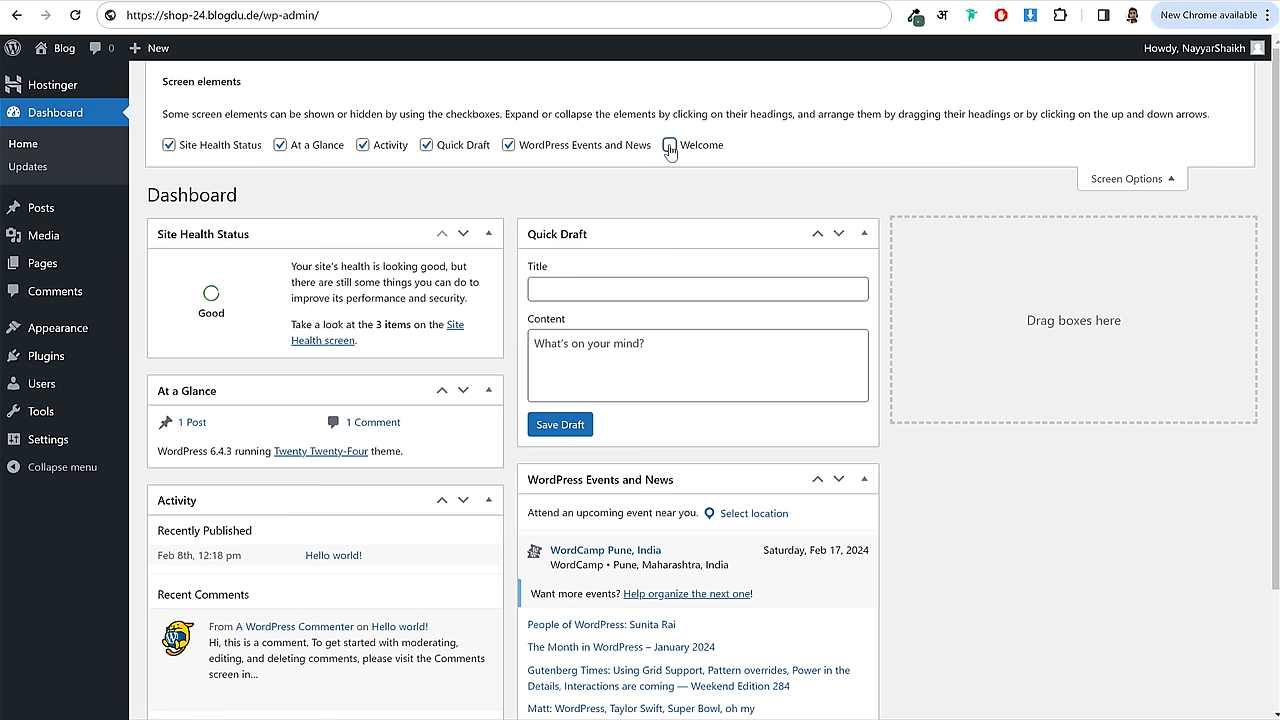 https://shop-24.blogdu.de/wp-admin/
अ
New Chrome available
Blog
0
New
Howdy, NayyarShaikh
Hostinger
Dashboard
Home
Updates
Posts
Media
Pages
Comments
Appearance
Plugins
Users
Tools
Settings
Collapse menu
Screen elements
Some screen elements can be shown or hidden by using the checkboxes. Expand or collapse the elements by clicking on their headings, and arrange them by dragging their headings or by clicking on the up and down arrows.
Site Health Status At a Glance Activity Quick Draft WordPress Events and News Welcome
Screen Options
Dashboard
Site Health Status
Good
Your site's health is looking good, but
there are still some things you can do to
improve its performance and security.
Take a look at the 3 items on the Site
Health screen.
At a Glance
1 Post
1 Comment
WordPress 6.4.3 running Twenty Twenty-Four theme.
Activity
Recently Published
Feb 8th, 12:18 pm
Hello world!
Recent Comments
From A WordPress Commenter on Hello world!
Hi, this is a comment. To get started with moderating,
editing, and deleting comments, please visit the Comments
screen in…
Quick Draft
Title
Content
What's on your mind?
Save Draft
WordPress Events and News
Attend an upcoming event near you.
Select location
WordCamp Pune, India
Saturday, Feb 17, 2024
WordCamp • Pune, Maharashtra, India
Want more events? Help organize the next one!
People of WordPress: Sunita Rai
The Month in WordPress – January 2024
Gutenberg Times: Using Grid Support, Pattern overrides, Power in the
Details, Interactions are coming — Weekend Edition 284
Matt: WordPress, Taylor Swift, Super Bowl, oh my
Drag boxes here